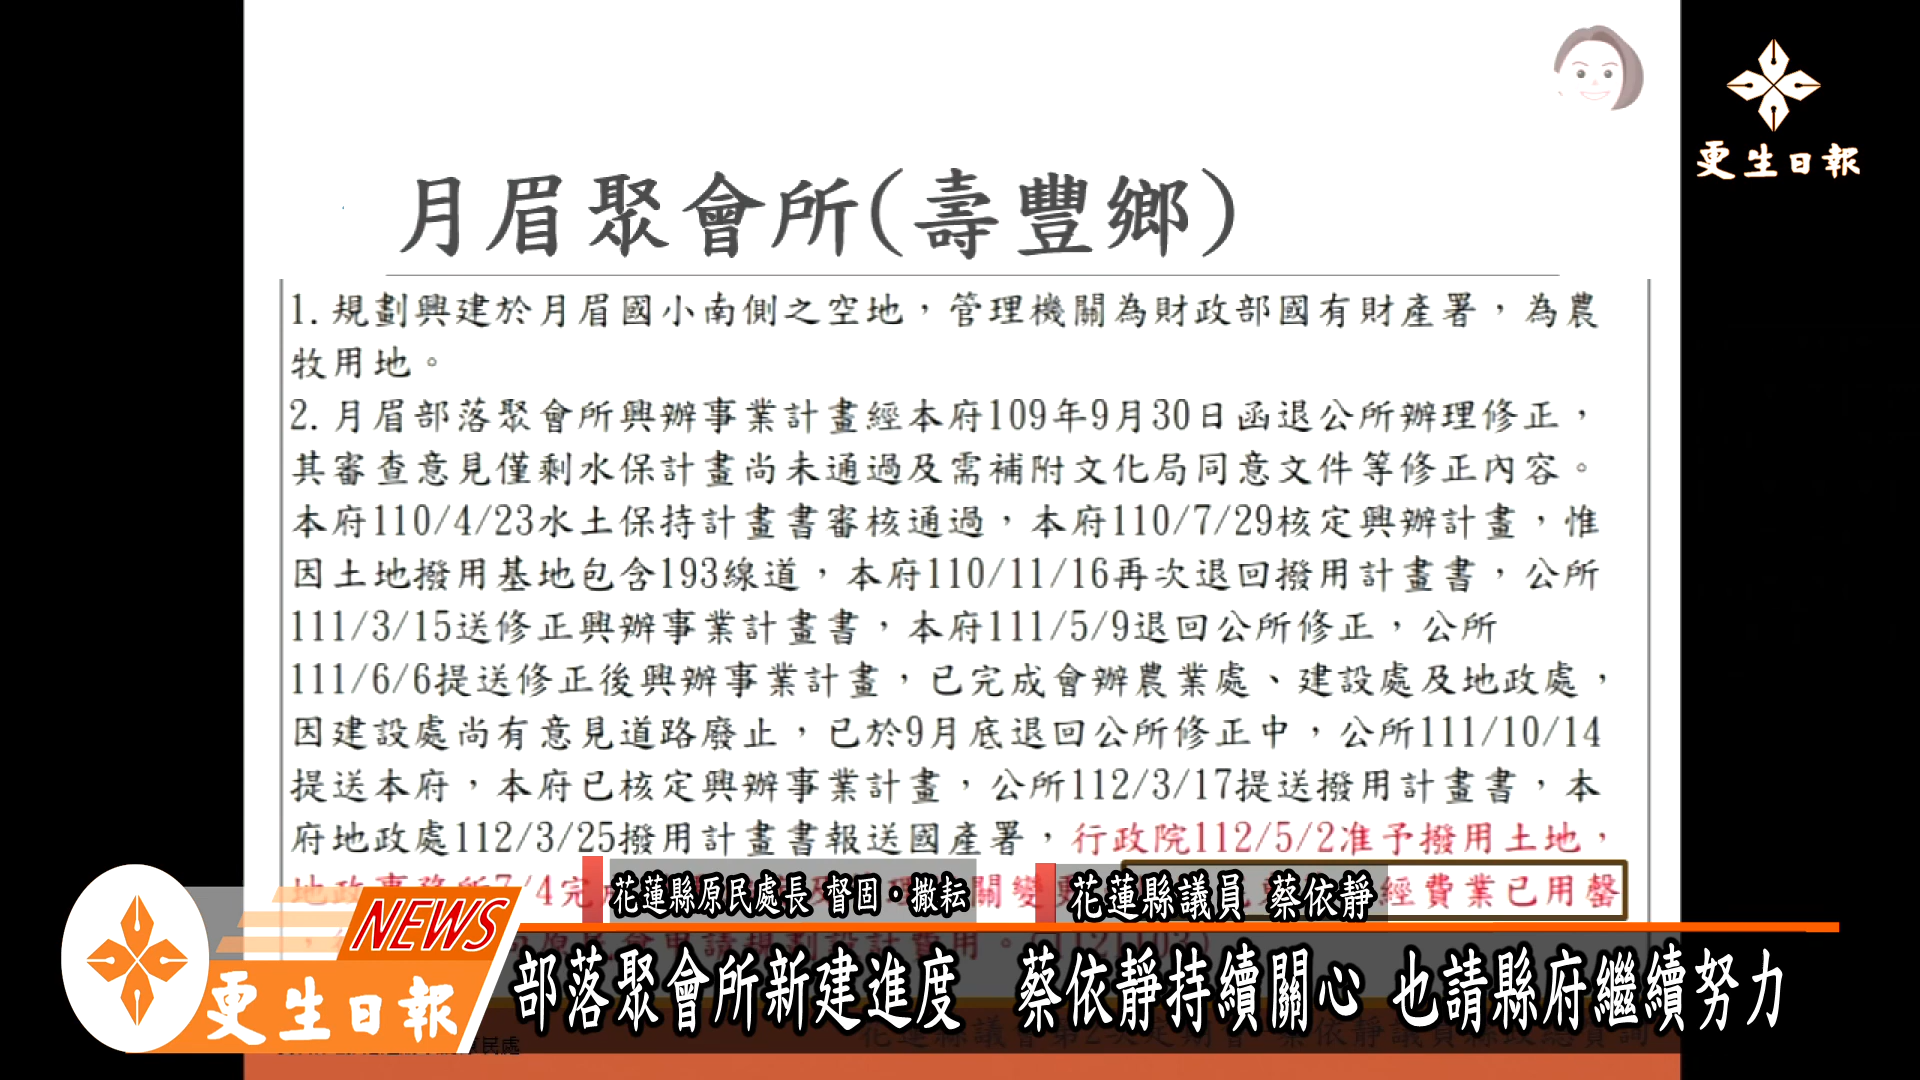 更生日報
月眉聚會所(壽豐鄉)
1.規劃興建於月眉國小南側之空地，管理機關為財政部國有財產署，為農
牧用地。
2.月眉部落聚會所興辦事業計畫經本府109年9月30日函退公所辦理修正，
其審查意見僅剩水保計畫尚未通過及需補附文化局同意文件等修正內容。
本府110/4/23水土保持計畫書審核通過，本府110/7/29核定興辦計畫，惟
因土地撥用基地包含193線道，本府110/11/16再次退回撥用計畫書，公所
111/3/15送修正興辦事業計畫書，本府111/5/9退回公所修正，公所
111/6/6提送修正後興辦事業計畫，已完成會辦農業處、建設處及地政處，
因建設處尚有意見道路廢止，已於9月底退回公所修正中，公所111/10/14
提送本府，本府已核定興辦事業計畫，公所112/3/17提送撥用計畫書，本
府地政處112/3/25撥用計畫書報送國產署，行政院112/5/2准予撥用土地，
地政事務所7/4完 關變 經費業已用罄
花蓮縣原民處長 督固·撒耘
花蓮縣議員 蔡依靜
NEWS
更生日報
部落聚會所新建進度 蔡依靜持續關心 也請縣府繼續努力